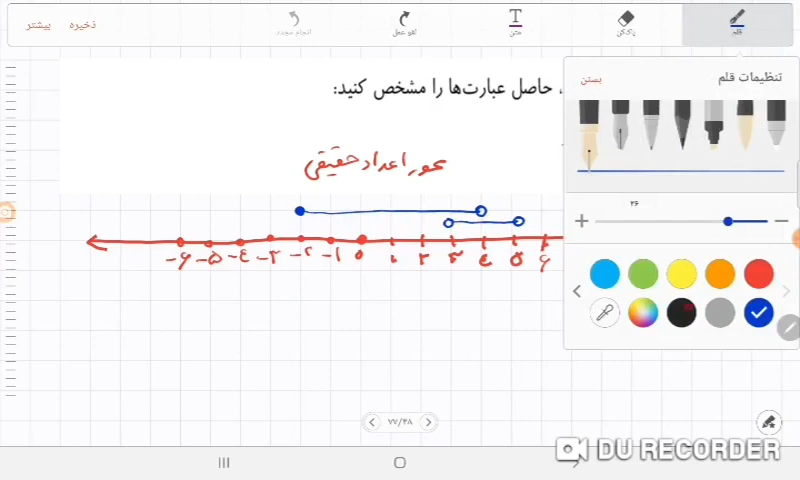 ذخیره بیشتر
انجام مجدد
لغو عمل
متن
پاک‌کن
قلم
تنظیمات قلم
بستن
، حاصل عبارت‌ها را مشخص کنید:
محور اعداد حقیقی
۳۶
-۶ -۵ -۴ -۳ -۲ -۱ ۰ ۱ ۲ ۳ ۴ ۵ ۶
۷۷/۴۸
DU RECORDER